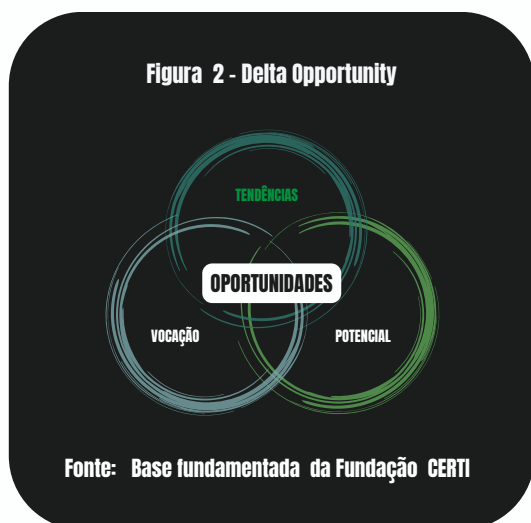 Figura 2 - Delta Opportunity
TENDÊNCIAS
OPORTUNIDADES
VOCAÇÃO POTENCIAL
Fonte: Base fundamentada da Fundação CERTI